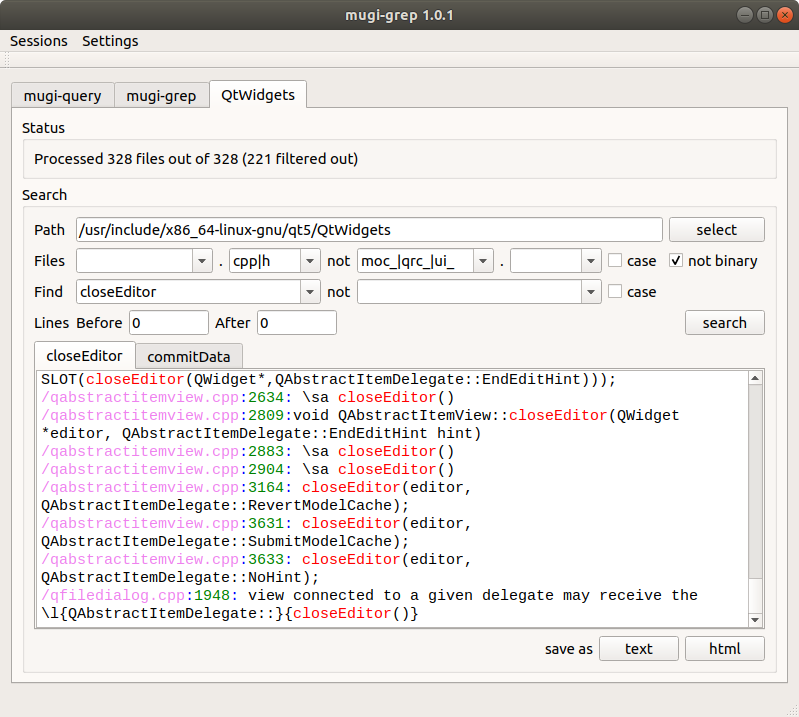 mugi-grep 1.0.1
Sessions Settings
mugi-query mugi-grep QtWidgets
Status
Processed 328 files out of 328 (221 filtered out)
Search
Path /usr/include/x86_64-linux-gnu/qt5/QtWidgets select
Files . cpp|h not moc_|qrc_|ui_ . case not binary
Find closeEditor not case
Lines Before 0 After 0 search
closeEditor commitData
SLOT(closeEditor(QWidget*,QAbstractItemDelegate::EndEditHint)));
/qabstractitemview.cpp:2634: \sa closeEditor()
/qabstractitemview.cpp:2809:void QAbstractItemView::closeEditor(QWidget
*editor, QAbstractItemDelegate::EndEditHint hint)
/qabstractitemview.cpp:2883: \sa closeEditor()
/qabstractitemview.cpp:2904: \sa closeEditor()
/qabstractitemview.cpp:3164: closeEditor(editor,
QAbstractItemDelegate::RevertModelCache);
/qabstractitemview.cpp:3631: closeEditor(editor,
QAbstractItemDelegate::SubmitModelCache);
/qabstractitemview.cpp:3633: closeEditor(editor,
QAbstractItemDelegate::NoHint);
/qfiledialog.cpp:1948: view connected to a given delegate may receive the
\l{QAbstractItemDelegate::}{closeEditor()}
save as text html